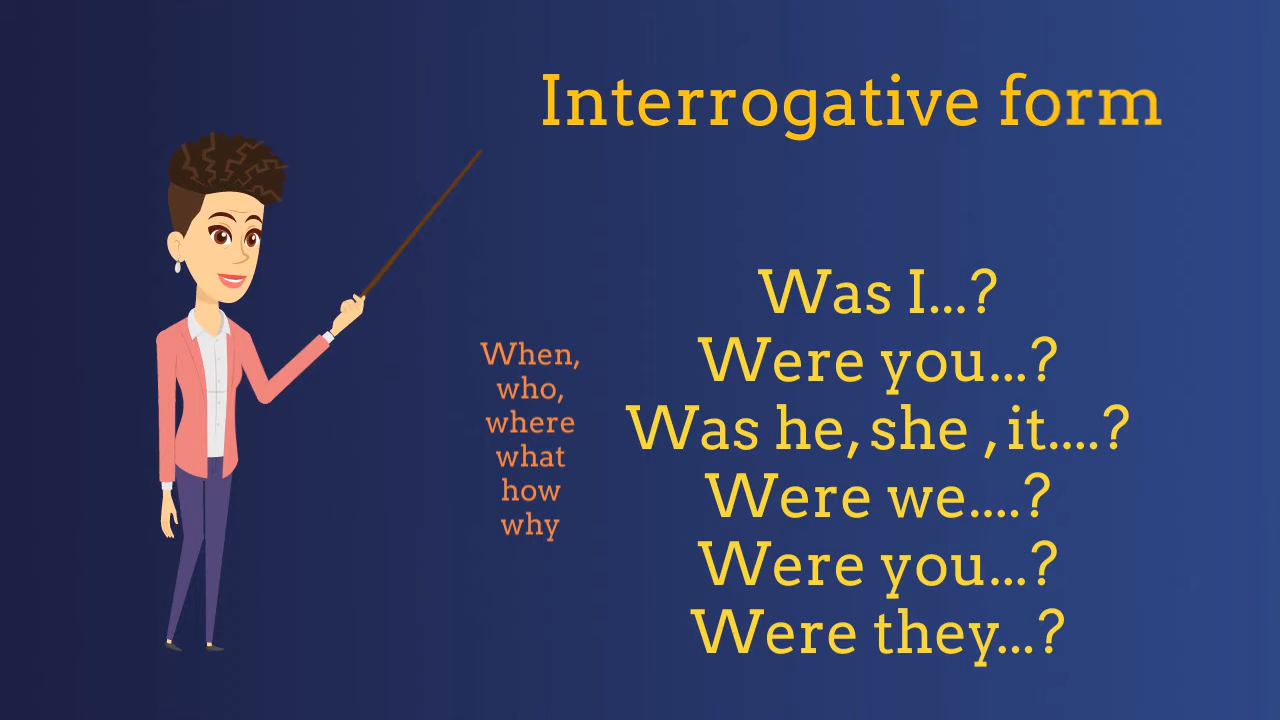 Interrogative form
When,
who,
where
what
how
why
Was I...?
Were you...?
Was he, she , it....?
Were we....?
Were you...?
Were they...?